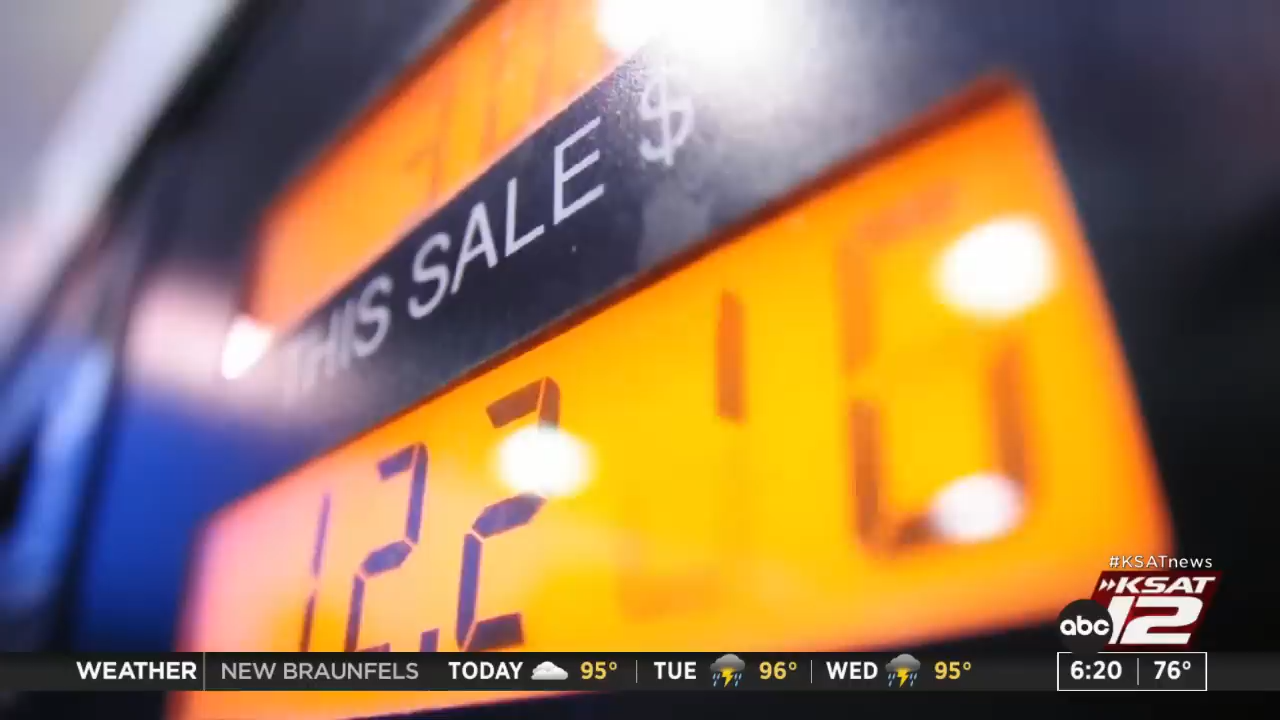 THIS SALE $
12.2
#KSATnews
KSAT
abc 12
WEATHER NEW BRAUNFELS TODAY 95° TUE 96° WED 95° 6:20 76°